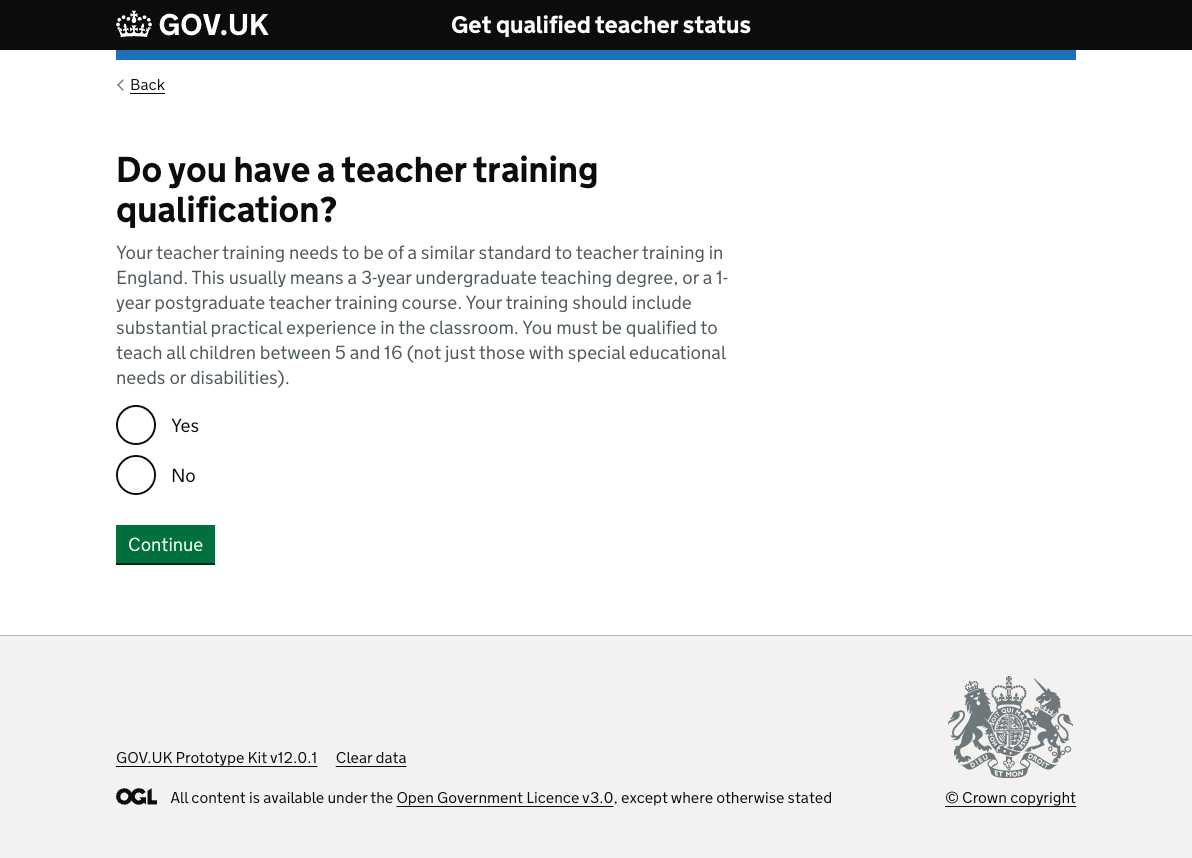 GOV.UK Get qualified teacher status
Back
Do you have a teacher training
qualification?
Your teacher training needs to be of a similar standard to teacher training in
England. This usually means a 3-year undergraduate teaching degree, or a 1-
year postgraduate teacher training course. Your training should include
substantial practical experience in the classroom. You must be qualified to
teach all children between 5 and 16 (not just those with special educational
needs or disabilities).
Yes
No
Continue
GOV.UK Prototype Kit v12.0.1 Clear data
DIEU ET MON DROIT
OGL All content is available under the Open Government Licence v3.0, except where otherwise stated
© Crown copyright